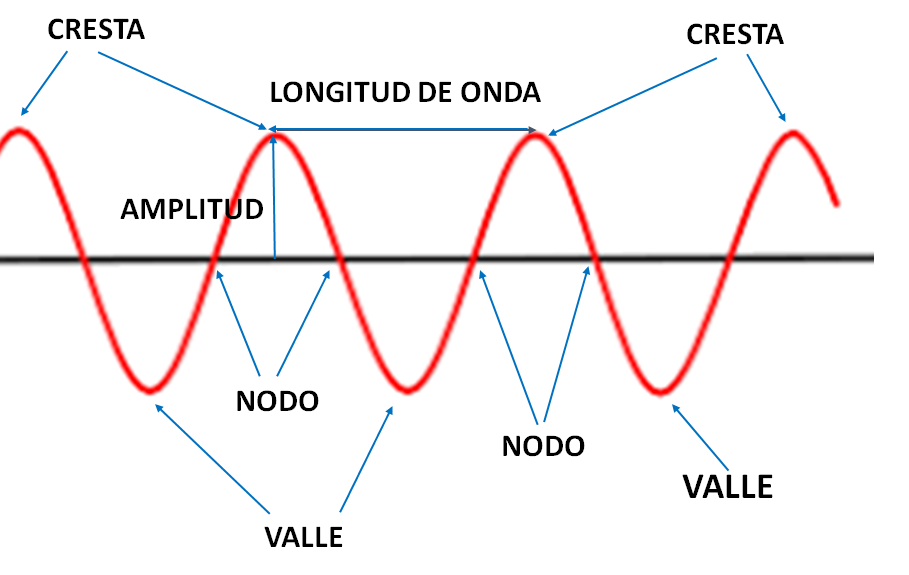 CRESTA
CRESTA
LONGITUD DE ONDA
AMPLITUD
NODO
NODO
VALLE
VALLE